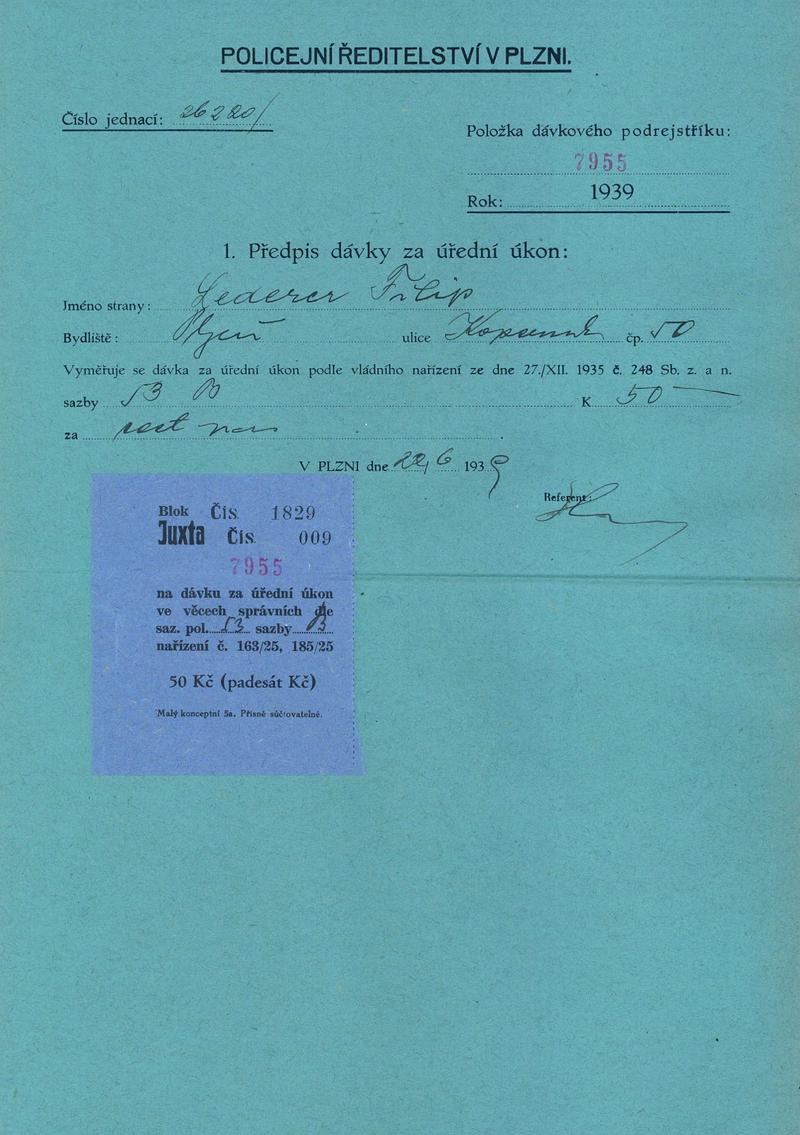 POLICEJNÍ ŘEDITELSTVÍ V PLZNI.
Číslo jednací: 26220/
Položka dávkového podrejstříku:
7955
Rok: 1939
1. Předpis dávky za úřední úkon:
Jméno strany: Lederer Filip
Bydliště: Plzeň ulice čp. 50
Vyměřuje se dávka za úřední úkon podle vládního nařízení ze dne 27./XII. 1935 č. 248 Sb. z. a n.
sazby 53 B K 50
za cest pas
V PLZNI dne 22/6 1939
Referent:
Blok Čís. 1829
Juxta Čís. 009
7955
na dávku za úřední úkon
ve věcech správních dle
saz. pol. 53 sazby B
nařízení č. 163/25, 185/25
50 Kč (padesát Kč)
Malý konceptní 5a. Přísně súčtovatelné.